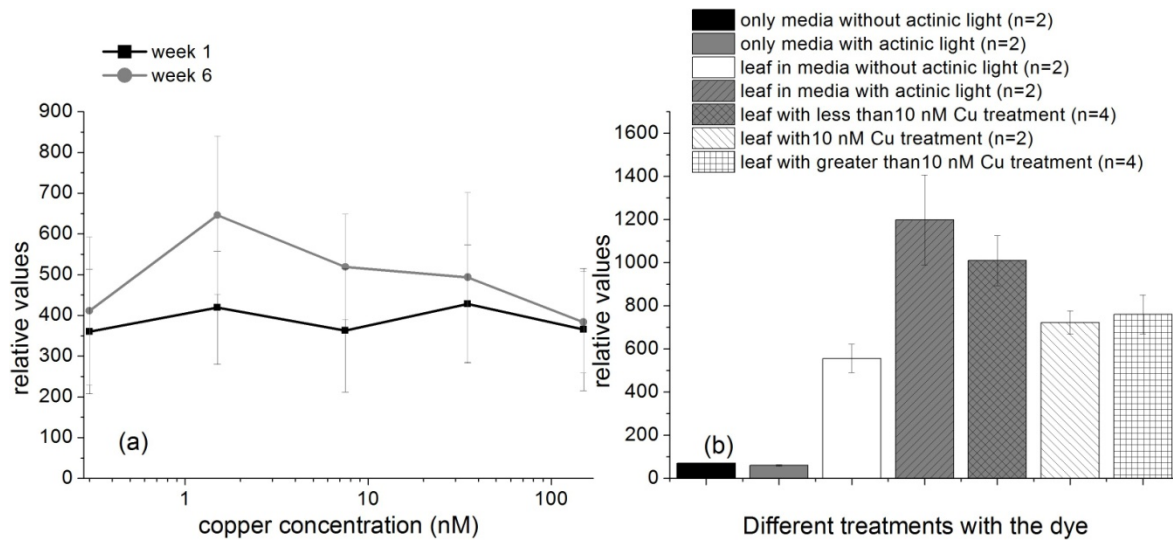 week 1
week 6
900
800
700
600
500
400
300
200
100
0
relative values
(a)
1
10
100
copper concentration (nM)
only media without actinic light (n=2)
only media with actinic light (n=2)
leaf in media without actinic light (n=2)
leaf in media with actinic light (n=2)
leaf with less than10 nM Cu treatment (n=4)
leaf with10 nM Cu treatment (n=2)
leaf with greater than10 nM Cu treatment (n=4)
1600
1400
1200
1000
800
600
400
200
0
relative values
(b)
Different treatments with the dye